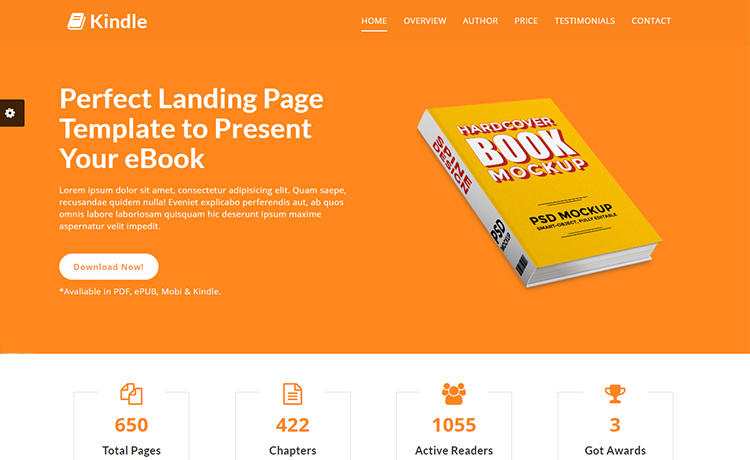 Kindle
HOME OVERVIEW AUTHOR PRICE TESTIMONIALS CONTACT
Perfect Landing Page
Template to Present
Your eBook
Lorem ipsum dolor sit amet, consectetur adipisicing elit. Quam saepe,
recusandae quidem nulla! Eveniet explicabo perferendis aut, ab quos
omnis labore laboriosam quisquam hic deserunt ipsum maxime
aspernatur velit impedit.
Download Now!
*Avaliable in PDF, ePUB, Mobi & Kindle.
HARDCOVER
BOOK
MOCKUP
PSD MOCKUP
SMART-OBJECT, FULLY EDITABLE
SPINE
DESIGN
PSD
MOCKUP
650 422 1055 3
Total Pages Chapters Active Readers Got Awards